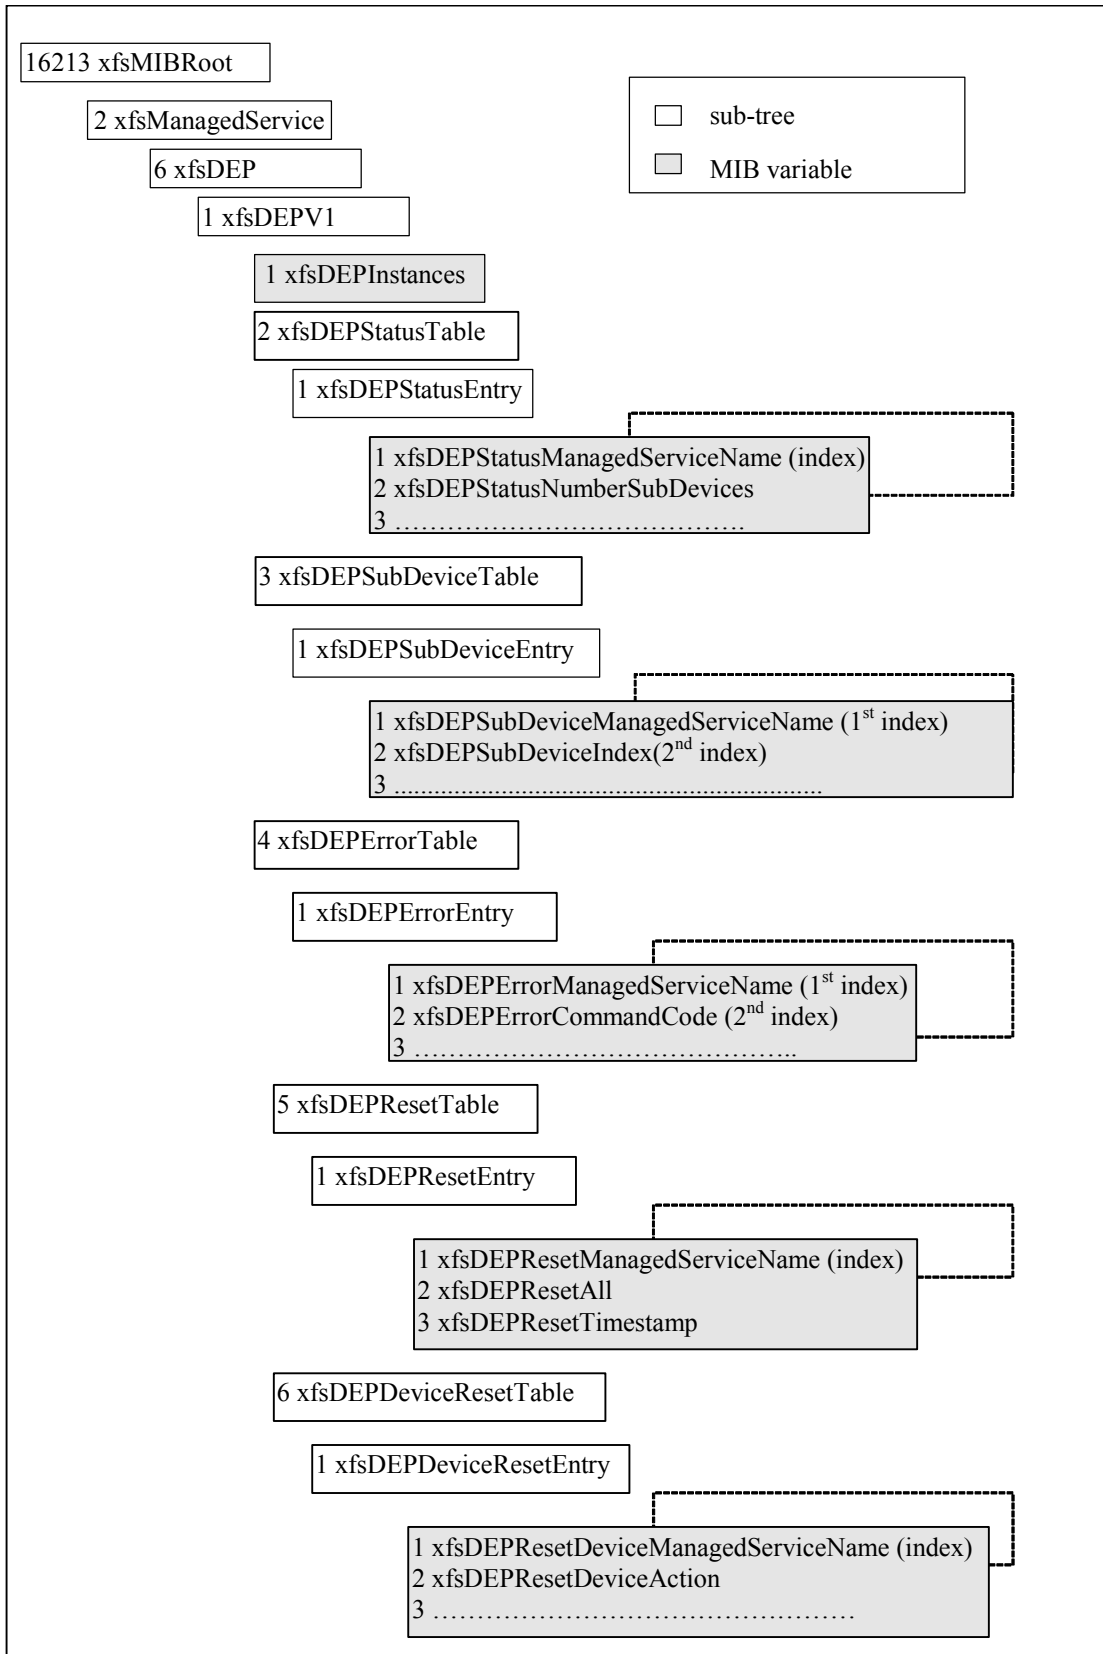 16213 xfsMIBRoot
2 xfsManagedService
sub-tree
MIB variable
6 xfsDEP
1 xfsDEPV1
1 xfsDEPInstances
2 xfsDEPStatusTable
1 xfsDEPStatusEntry
1 xfsDEPStatusManagedServiceName (index)
2 xfsDEPStatusNumberSubDevices
3 …………………………………
3 xfsDEPSubDeviceTable
1 xfsDEPSubDeviceEntry
1 xfsDEPSubDeviceManagedServiceName (1st index)
2 xfsDEPSubDeviceIndex(2nd index)
3 ................................................................
4 xfsDEPErrorTable
1 xfsDEPErrorEntry
1 xfsDEPErrorManagedServiceName (1st index)
2 xfsDEPErrorCommandCode (2nd index)
3 ……………………………………..
5 xfsDEPResetTable
1 xfsDEPResetEntry
1 xfsDEPResetManagedServiceName (index)
2 xfsDEPResetAll
3 xfsDEPResetTimestamp
6 xfsDEPDeviceResetTable
1 xfsDEPDeviceResetEntry
1 xfsDEPResetDeviceManagedServiceName (index)
2 xfsDEPResetDeviceAction
3 …………………………………………